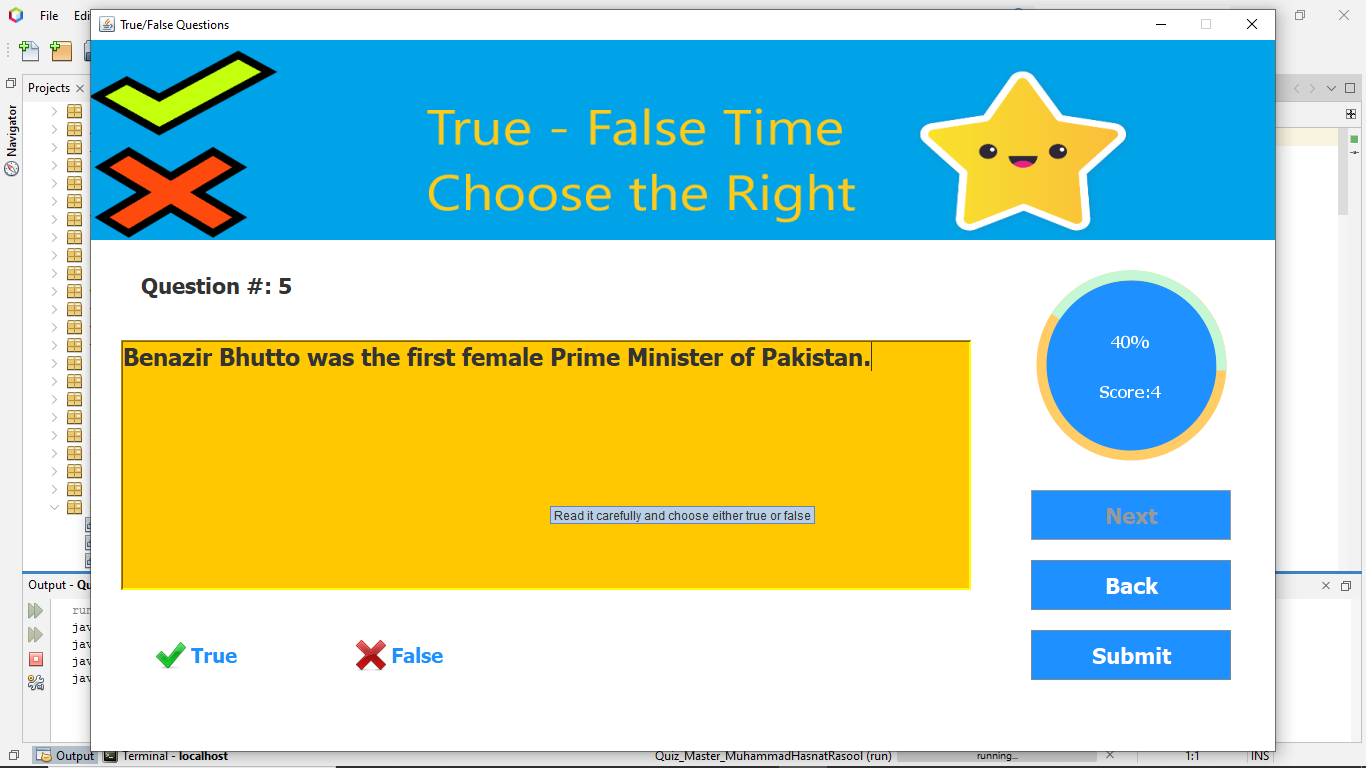 File Edi
True/False Questions
Projects
Navigator
True - False Time
Choose the Right
Question #: 5
Benazir Bhutto was the first female Prime Minister of Pakistan.
40%
Score:4
Read it carefully and choose either true or false
Next
Back
Submit
True
False
Output - Qu
run
jav
jav
jav
jav
Output
Terminal - localhost
Quiz_Master_MuhammadHasnatRasool (run)
running...
1:1
INS